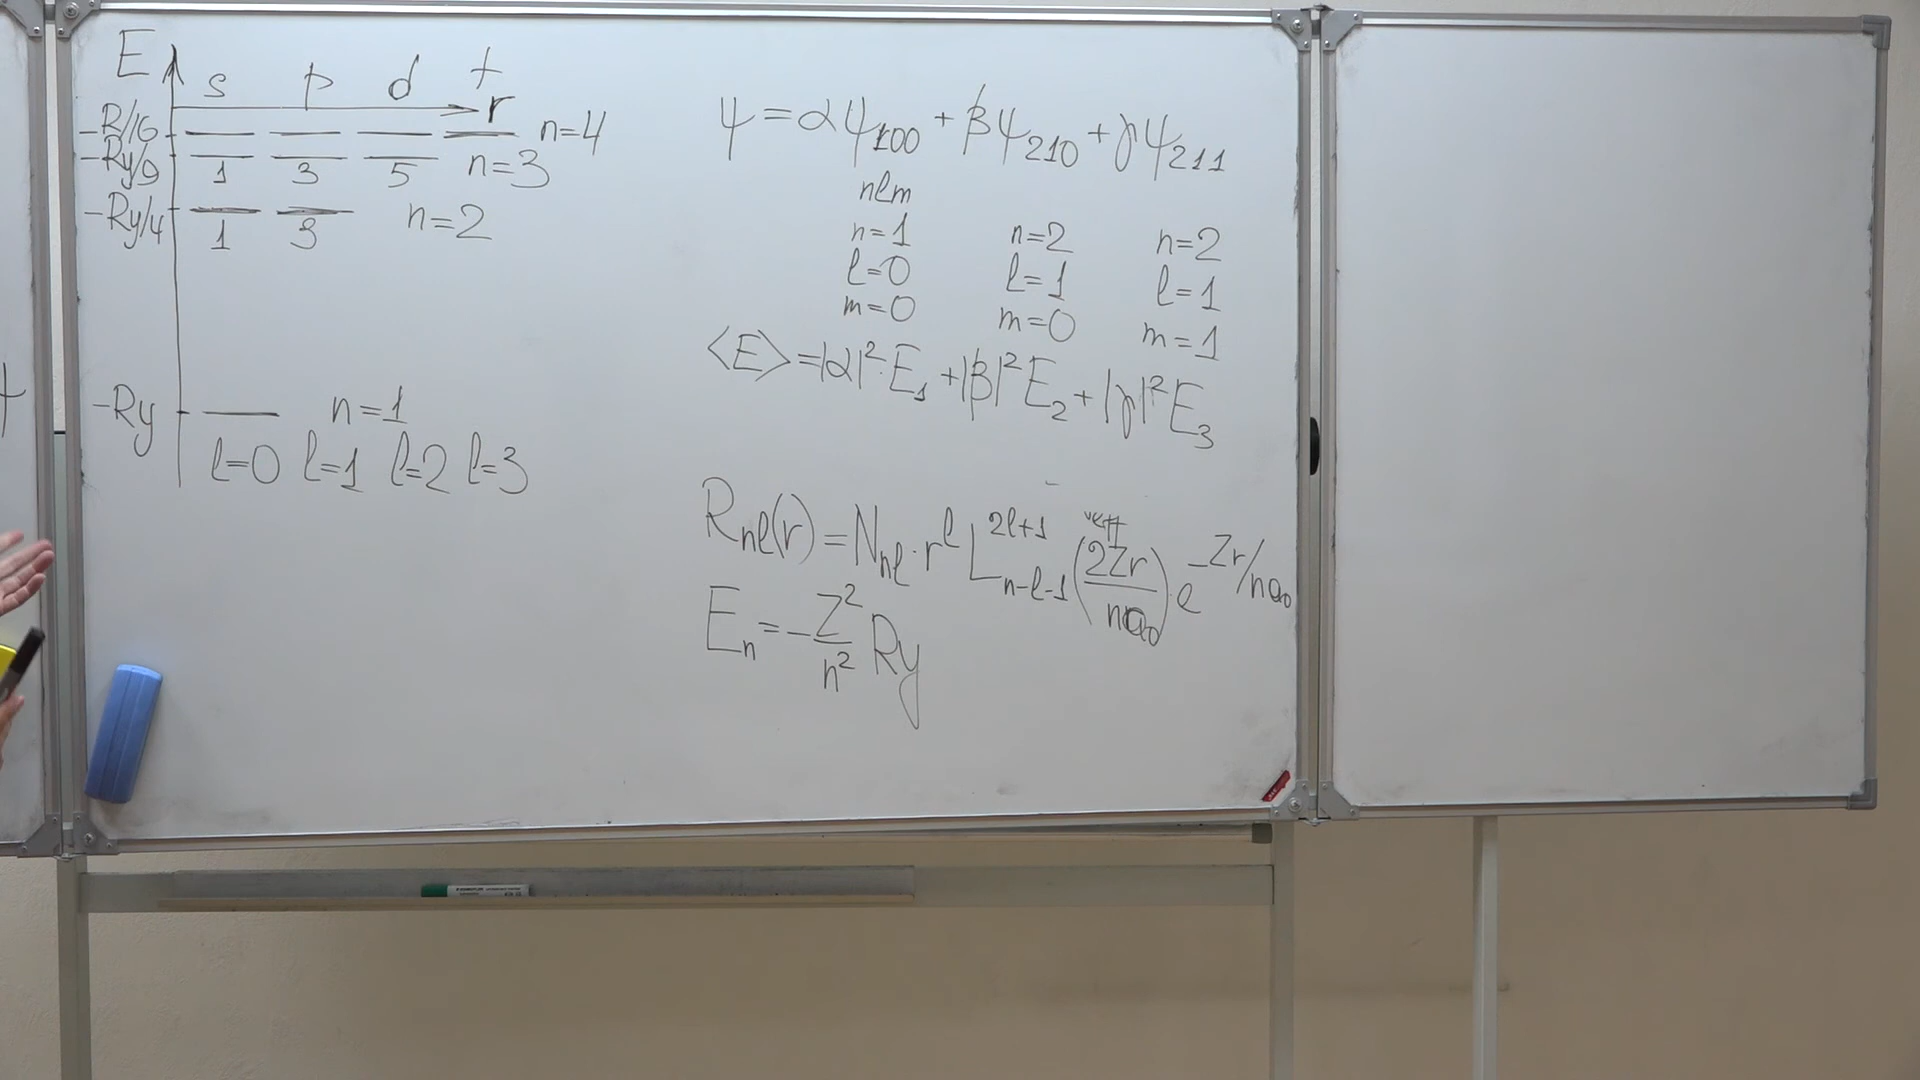 E
s p d f
r
-R/16 n=4
-Ry/9 1 3 5 n=3
-Ry/4 1 3 n=2
-Ry n=1
l=0 l=1 l=2 l=3
ψ = αψ₁₀₀ + βψ₂₁₀ + γψ₂₁₁
nlm
n=1 n=2 n=2
l=0 l=1 l=1
m=0 m=0 m=1
⟨E⟩=|α|²·E₁+|β|²E₂+|γ|²E₃
Rnl(r)=Nnl·r^l L_{n-l-1}^{2l+1} (2Zr/na₀)·e^{-Zr/na₀}
En=-Z²/n² Ry